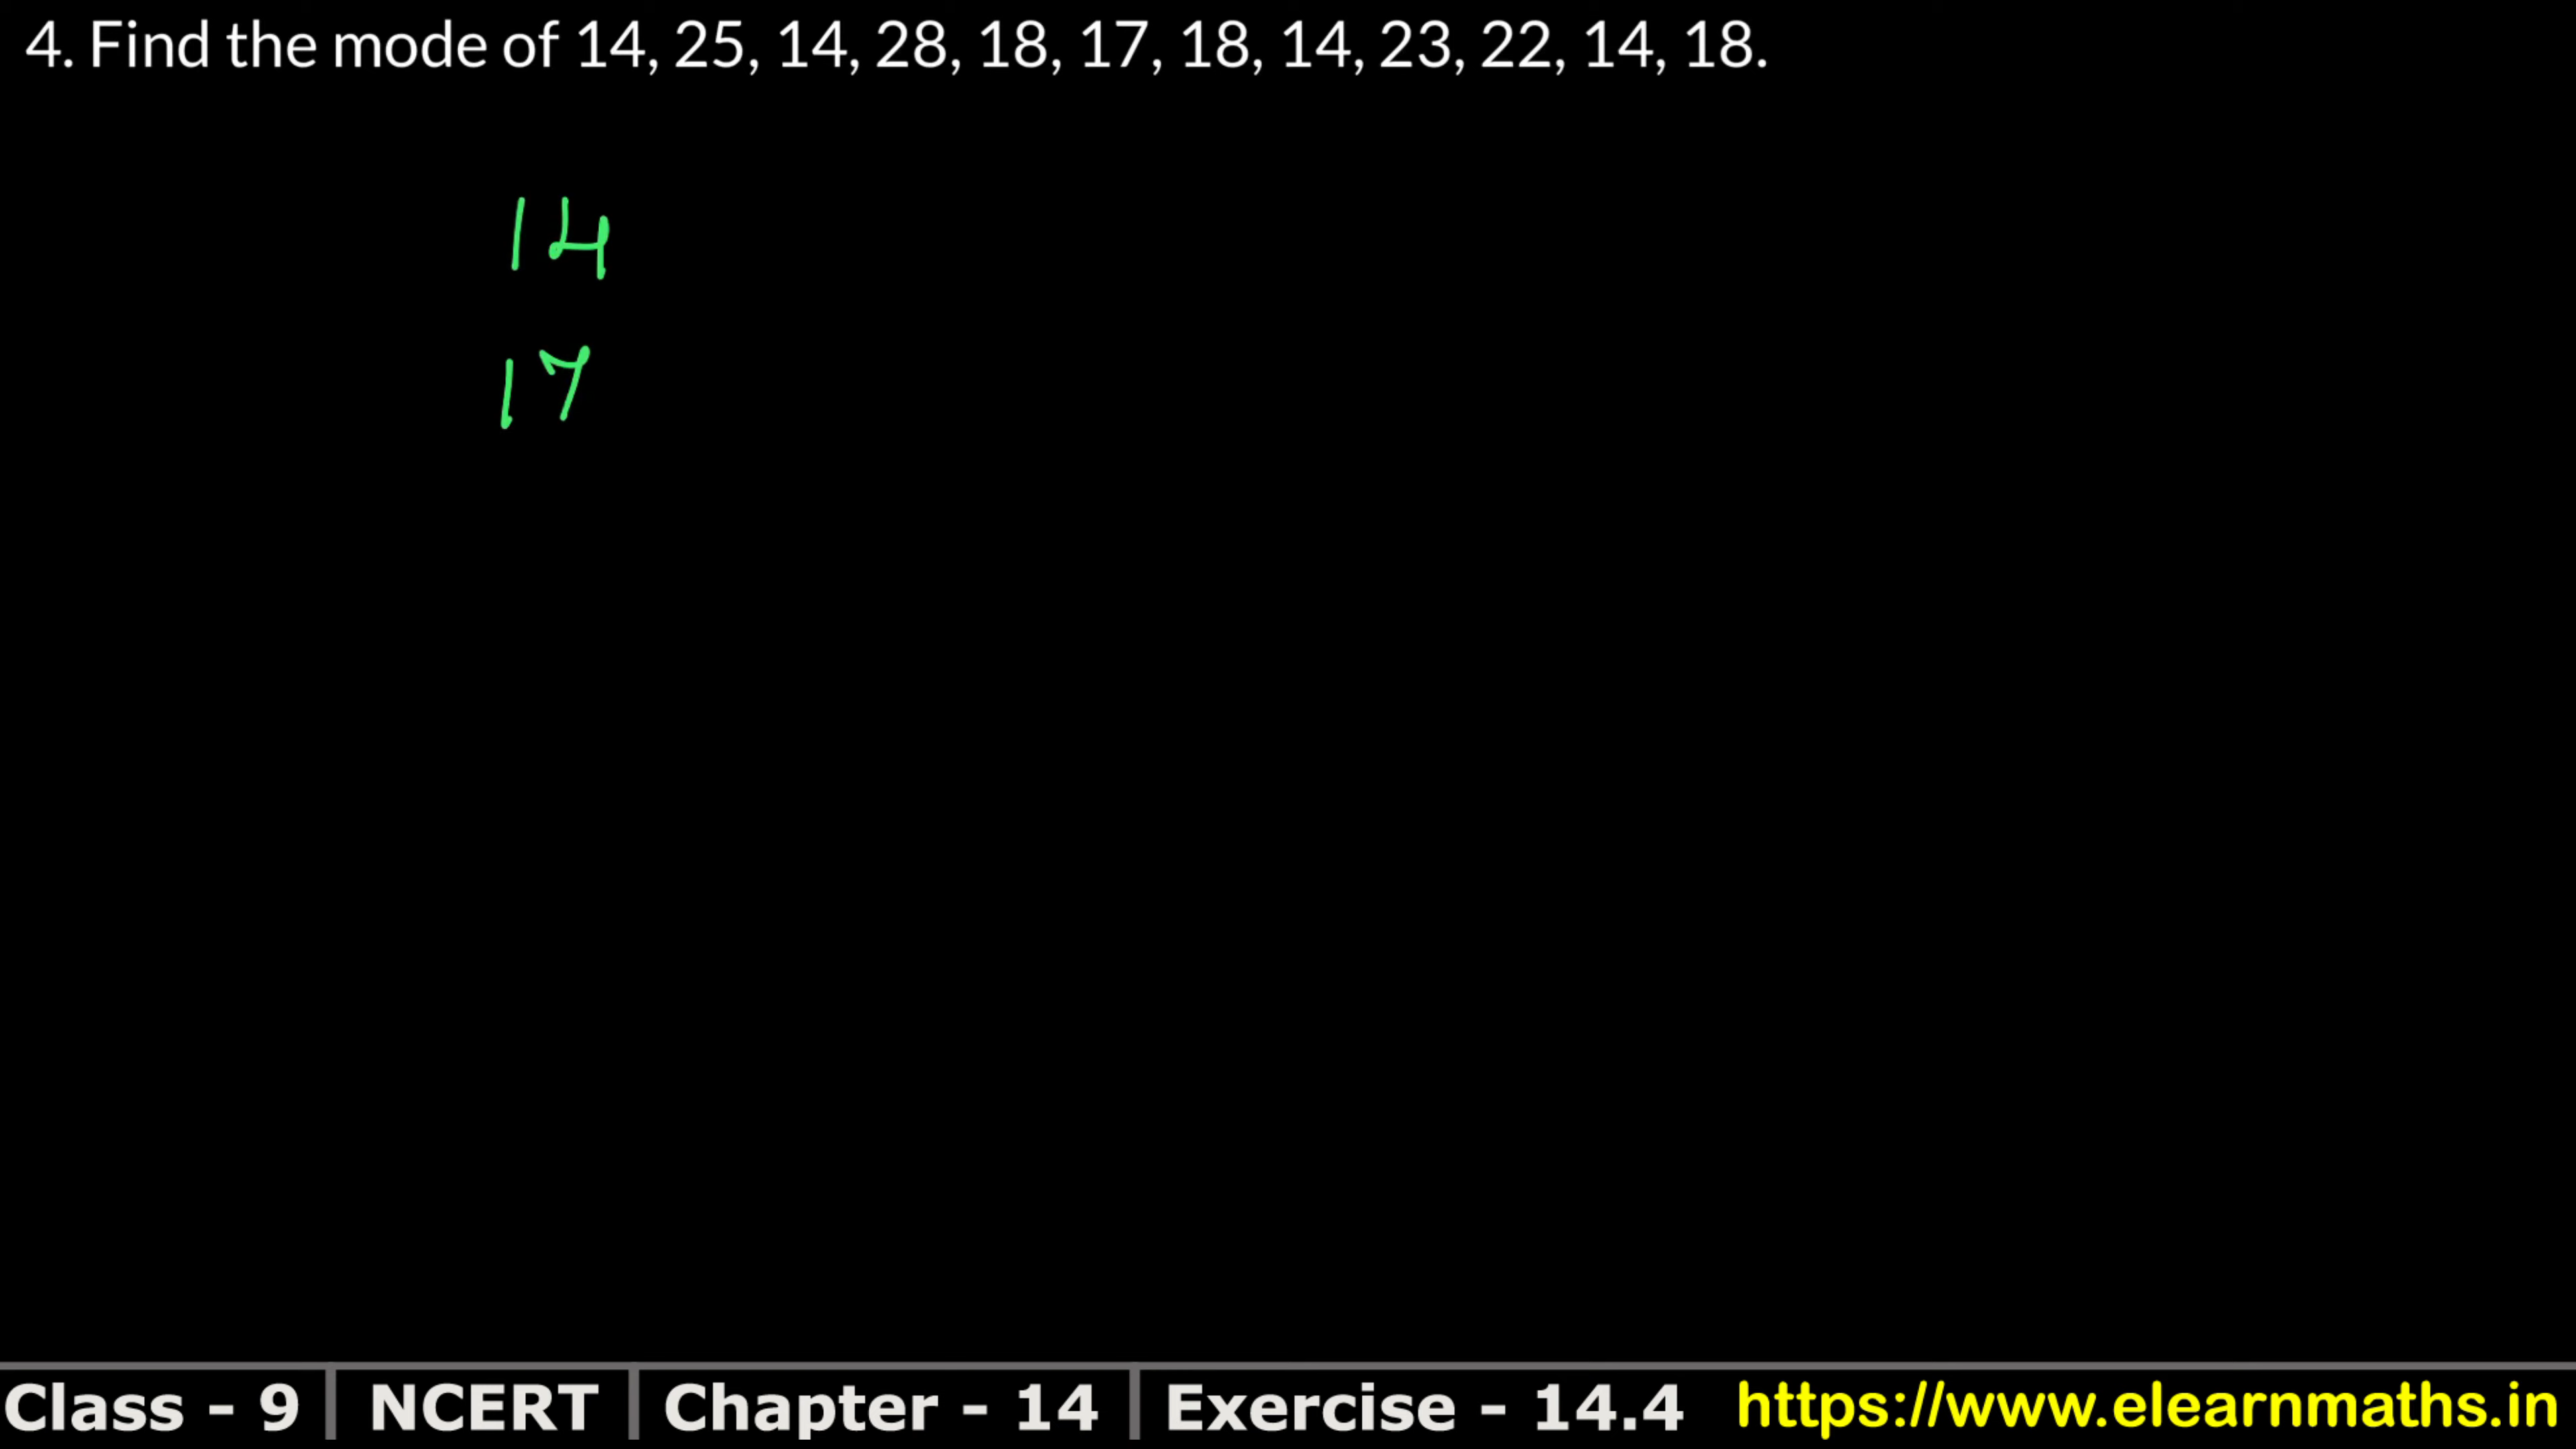 4. Find the mode of 14, 25, 14, 28, 18, 17, 18, 14, 23, 22, 14, 18.
14
17
Class - 9 | NCERT | Chapter - 14 | Exercise - 14.4 https://www.elearnmaths.in